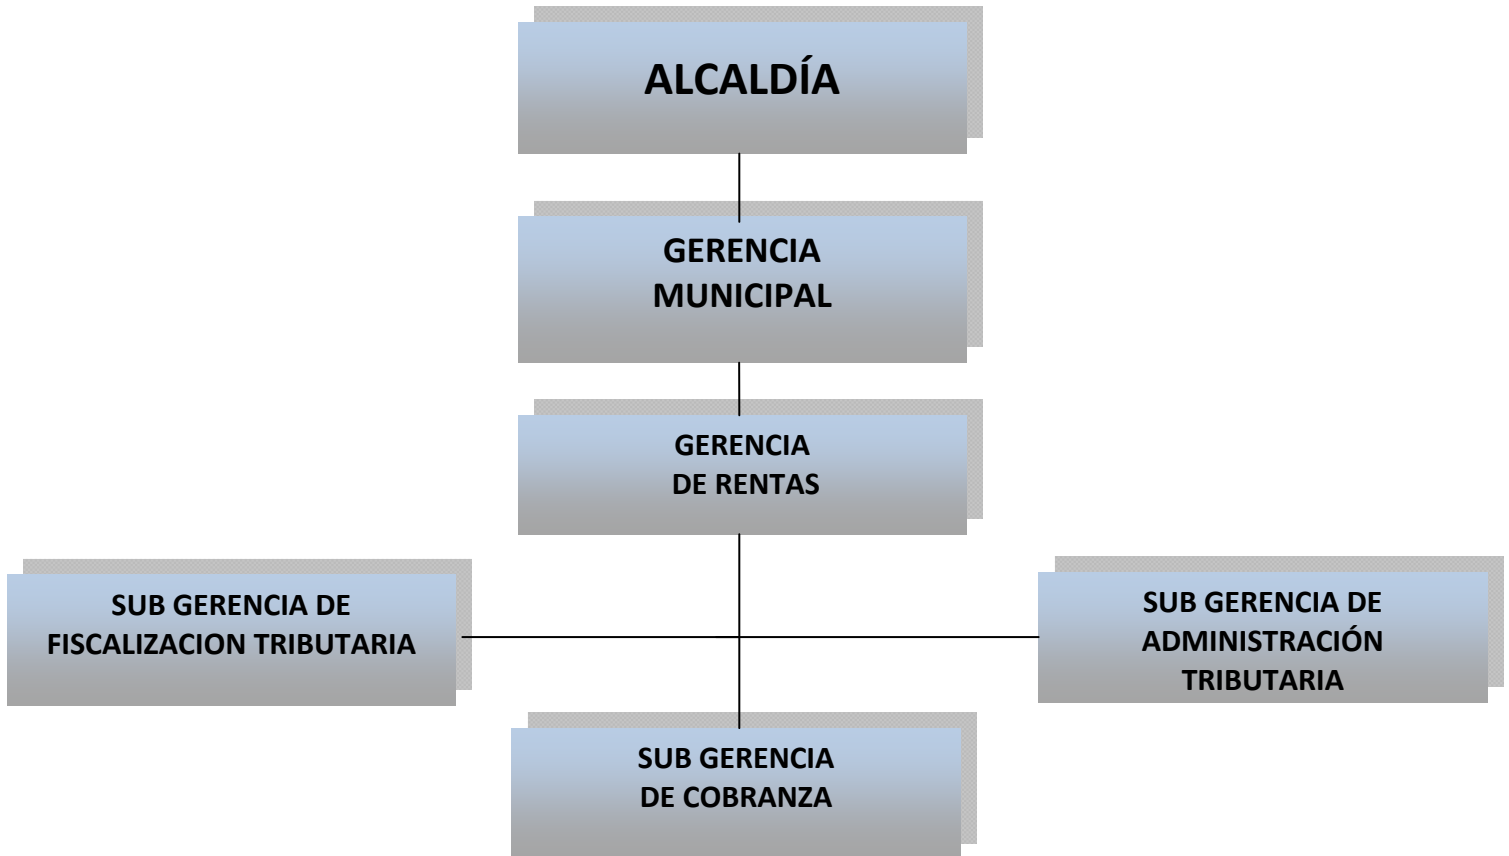 ALCALDÍA
GERENCIA
MUNICIPAL
GERENCIA
DE RENTAS
SUB GERENCIA DE
FISCALIZACION TRIBUTARIA
SUB GERENCIA DE
ADMINISTRACIÓN
TRIBUTARIA
SUB GERENCIA
DE COBRANZA